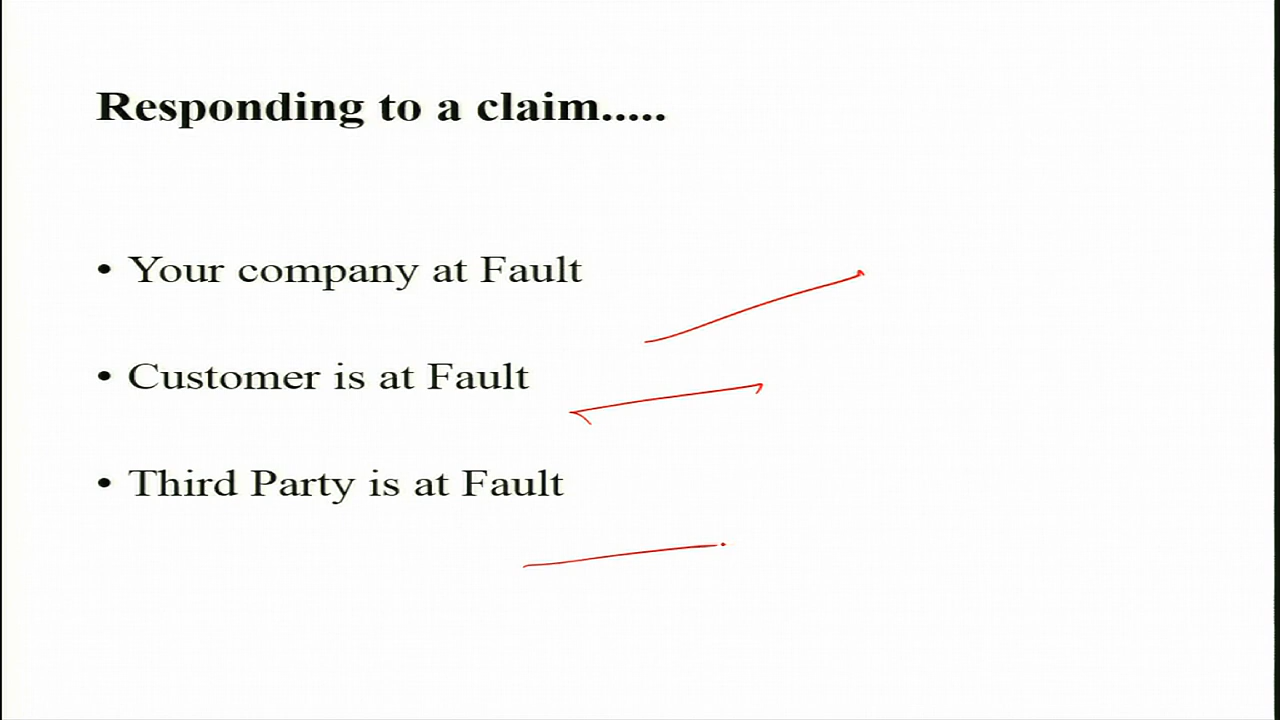 Responding to a claim.....
• Your company at Fault
• Customer is at Fault
• Third Party is at Fault